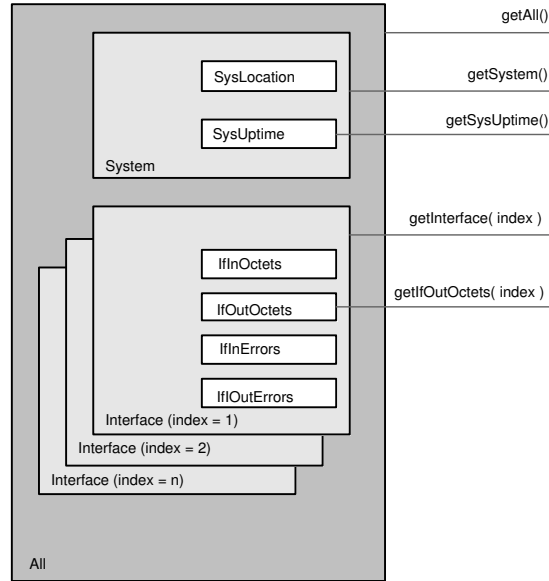 getAll()
SysLocation
getSystem()
SysUptime
getSysUptime()
System
getInterface( index )
IfInOctets
IfOutOctets
getIfOutOctets( index )
IfInErrors
IfIOutErrors
Interface (index = 1)
Interface (index = 2)
Interface (index = n)
All